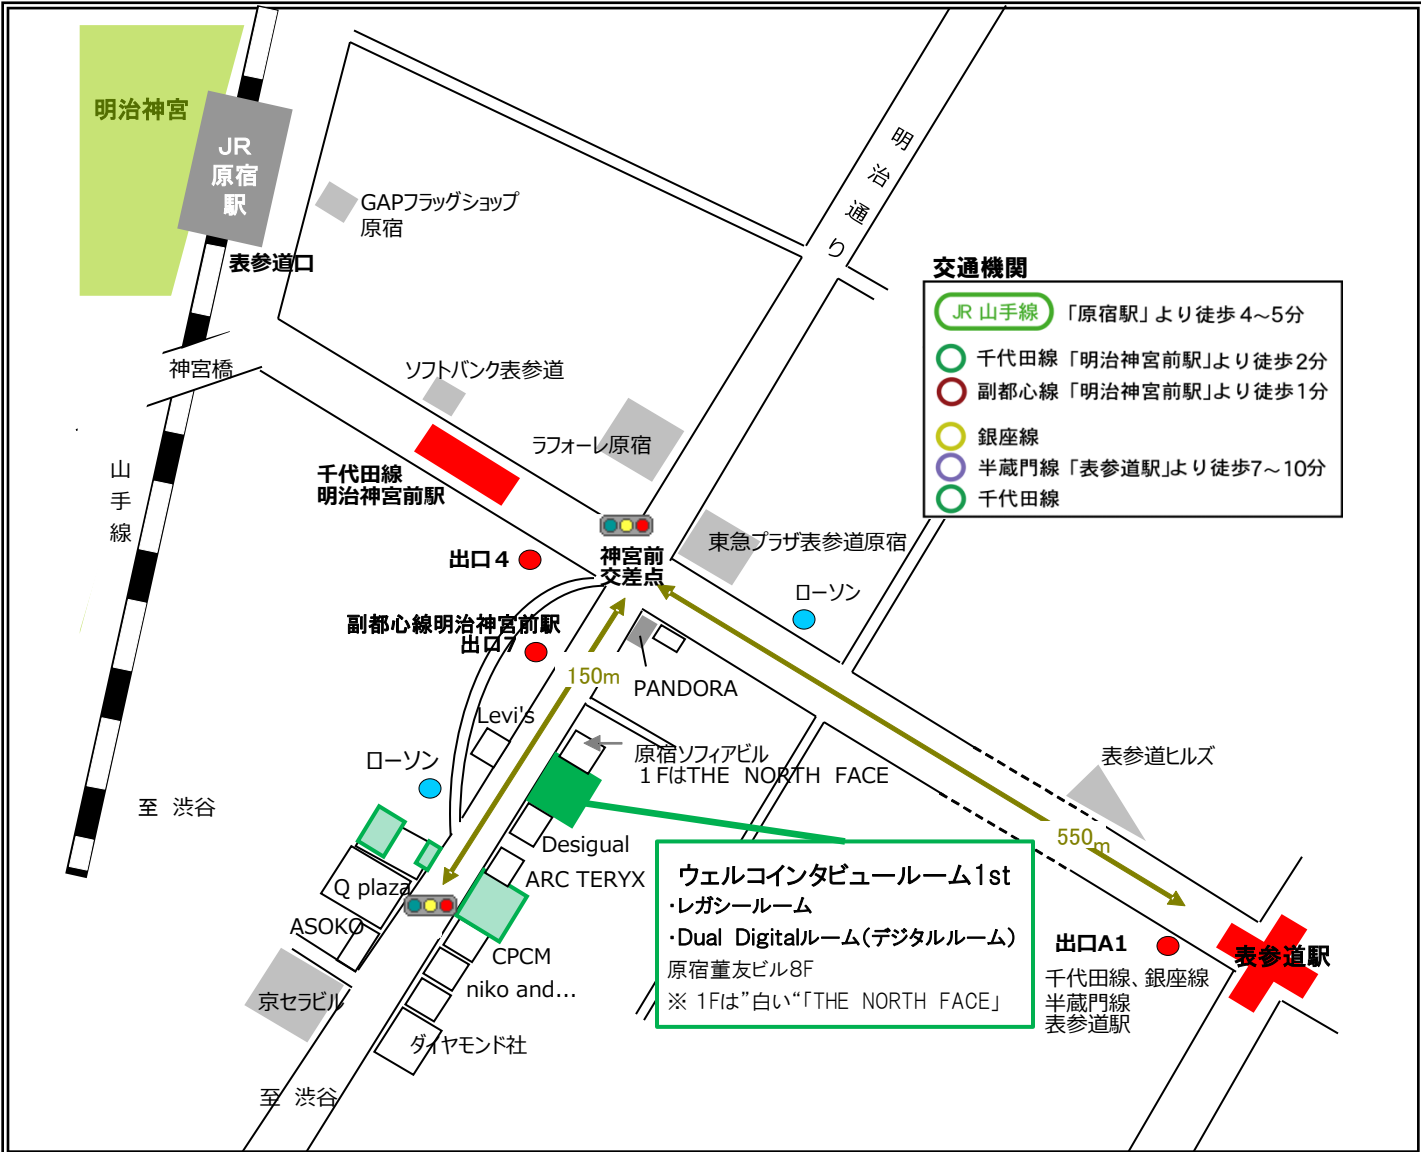 明治神宮
JR
原宿
駅
表参道口
GAPフラッグショップ
原宿
明治通り
神宮橋
ソフトバンク表参道
ラフォーレ原宿
交通機関
JR 山手線 「原宿駅」より徒歩4~5分
千代田線「明治神宮前駅」より徒歩2分
副都心線「明治神宮前駅」より徒歩1分
銀座線
半蔵門線「表参道駅」より徒歩7~10分
千代田線
山手線
千代田線
明治神宮前駅
出口4
神宮前
交差点
東急プラザ表参道原宿
ローソン
副都心線明治神宮前駅
出口7
150m
PANDORA
Levi's
ローソン
原宿ソフィアビル
1FはTHE NORTH FACE
表参道ヒルズ
至 渋谷
550m
Desigual
ARC TERYX
Q plaza
ASOKO
CPCM
niko and...
京セラビル
ダイヤモンド社
至 渋谷
ウェルコインタビュールーム1st
・レガシールーム
・Dual Digitalルーム(デジタルルーム)
原宿董友ビル8F
※ 1Fは”白い“「THE NORTH FACE」
出口A1
千代田線、銀座線
半蔵門線
表参道駅
表参道駅